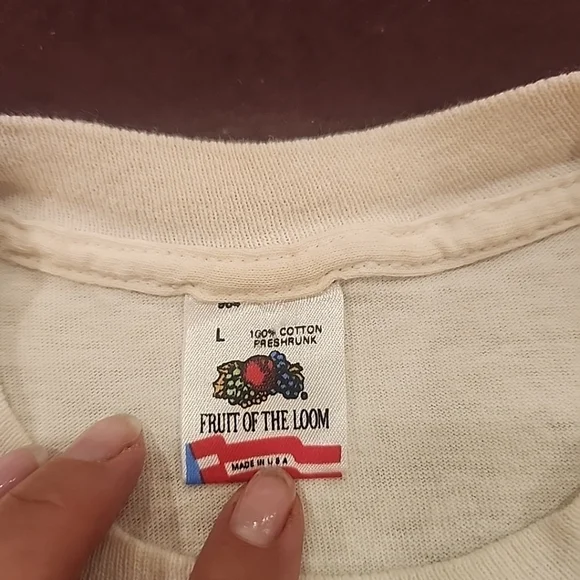 L 100% COTTON
PRESHRUNK
®
FRUIT OF THE LOOM
MADE IN U.S.A